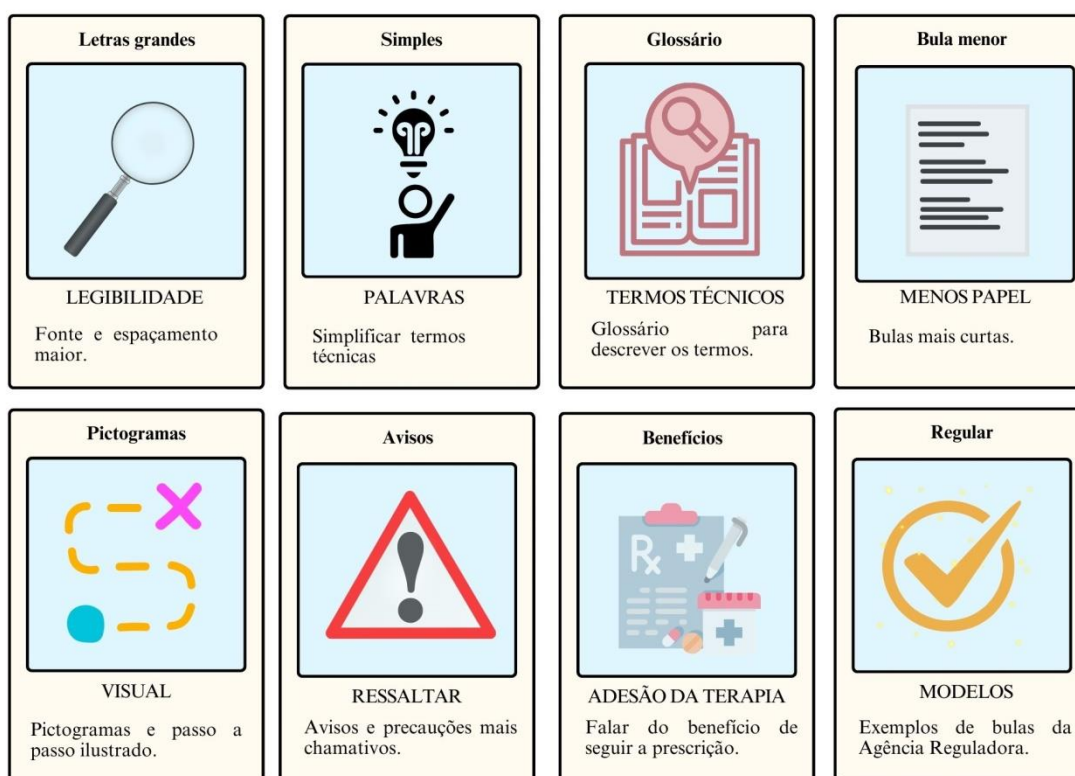 Letras grandes
LEGIBILIDADE
Fonte e espaçamento
maior.
Simples
PALAVRAS
Simplificar termos
técnicas
Glossário
TERMOS TÉCNICOS
Glossário para
descrever os termos.
Bula menor
MENOS PAPEL
Bulas mais curtas.
Pictogramas
VISUAL
Pictogramas e passo a
passo ilustrado.
Avisos
RESSALTAR
Avisos e precauções mais
chamativos.
Benefícios
Rx
ADESÃO DA TERAPIA
Falar do benefício de
seguir a prescrição.
Regular
MODELOS
Exemplos de bulas da
Agência Reguladora.